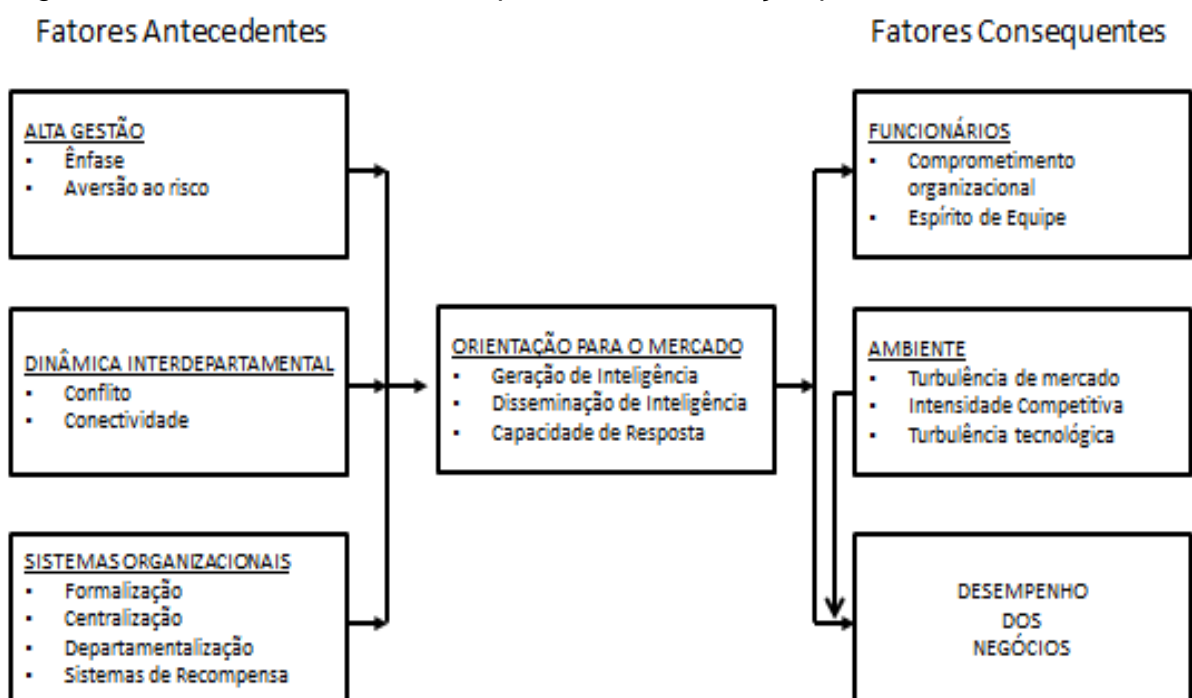 Fatores Antecedentes
Fatores Consequentes
ALTA GESTÃO
▪ Ênfase
▪ Aversão ao risco
DINÂMICA INTERDEPARTAMENTAL
▪ Conflito
▪ Conectividade
SISTEMAS ORGANIZACIONAIS
▪ Formalização
▪ Centralização
▪ Departamentalização
▪ Sistemas de Recompensa
ORIENTAÇÃO PARA O MERCADO
▪ Geração de Inteligência
▪ Disseminação de Inteligência
▪ Capacidade de Resposta
FUNCIONÁRIOS
▪ Comprometimento
organizacional
▪ Espírito de Equipe
AMBIENTE
▪ Turbulência de mercado
▪ Intensidade Competitiva
▪ Turbulência tecnológica
DESEMPENHO
DOS
NEGÓCIOS